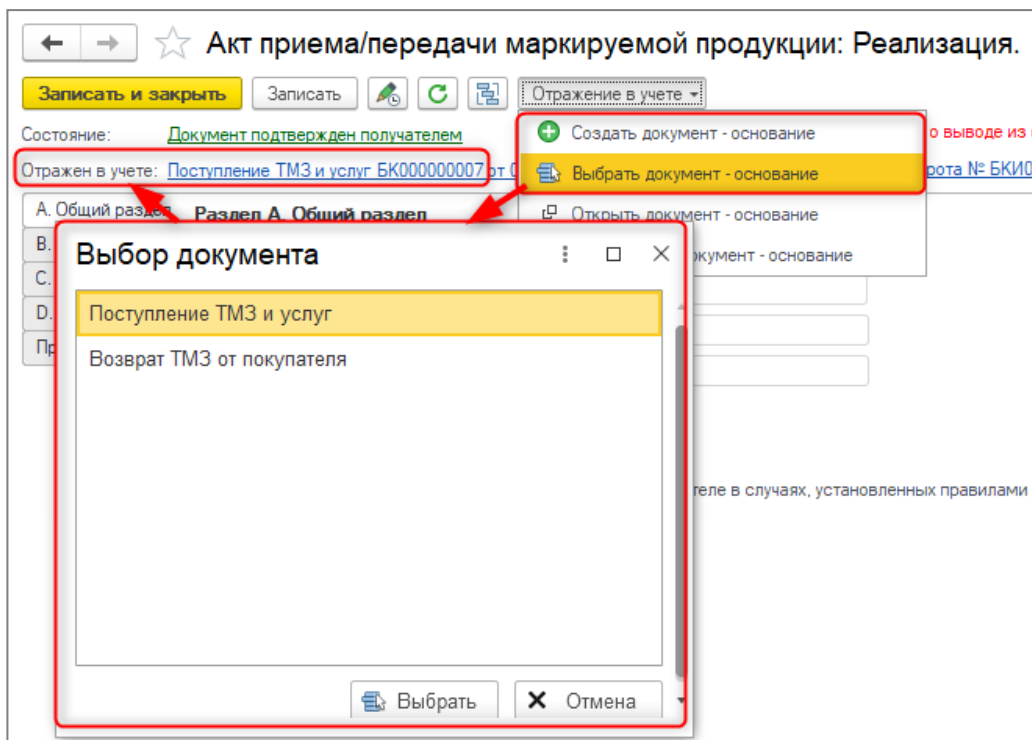 Акт приема/передачи маркируемой продукции: Реализация.
Записать и закрыть Записать Отражение в учете
Состояние: Документ подтвержден получателем
Создать документ - основание
о выводе из
Отражен в учете: Поступление ТМЗ и услуг БК000000007 от
Выбрать документ - основание
рота № БКИ0
А. Общий раздел Раздел А. Общий раздел
Открыть документ - основание
B.
кумент - основание
C.
D.
Пр
Выбор документа
Поступление ТМЗ и услуг
Возврат ТМЗ от покупателя
теле в случаях, установленных правилами
Выбрать Отмена